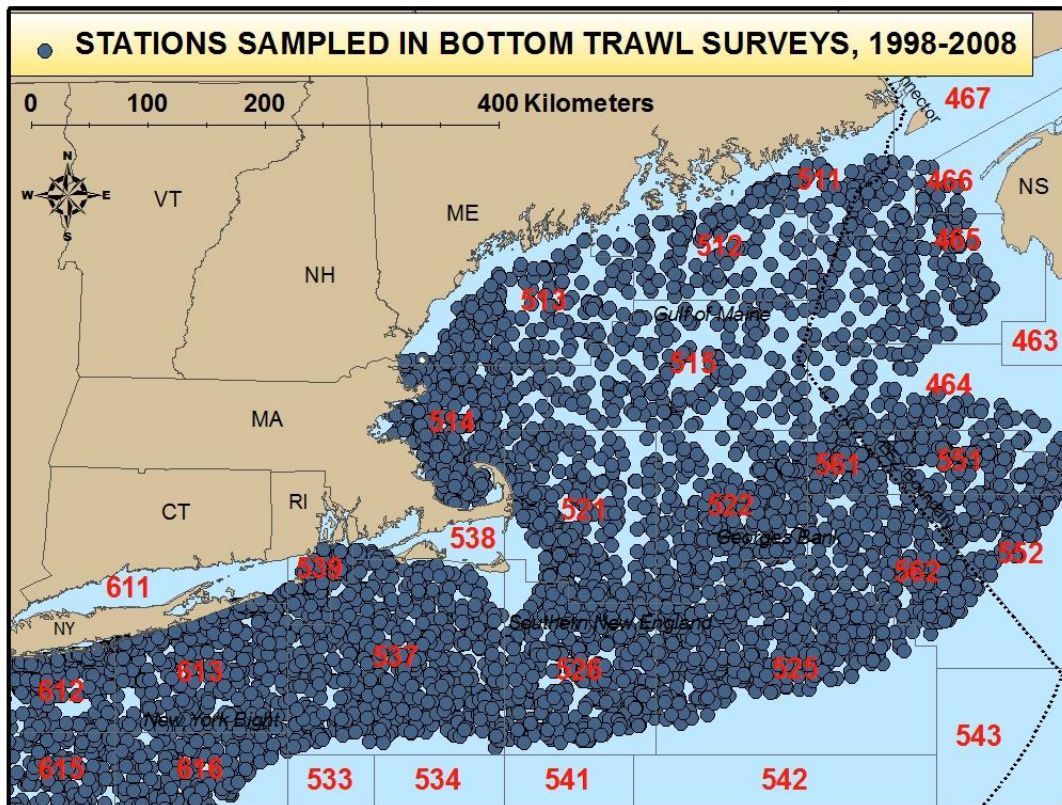 STATIONS SAMPLED IN BOTTOM TRAWL SURVEYS, 1998-2008
0 100 200 400 Kilometers
467
N
W E
S
VT
ME
511
466
NS
512
465
NH
513
Gulf of Maine
463
515
464
MA
514
561
551
RI
CT
521
522
538
Georges Bank
552
539
562
611
NY
Southern New England
613
537
526
525
612
New York Bight
543
615
616
533
534
541
542